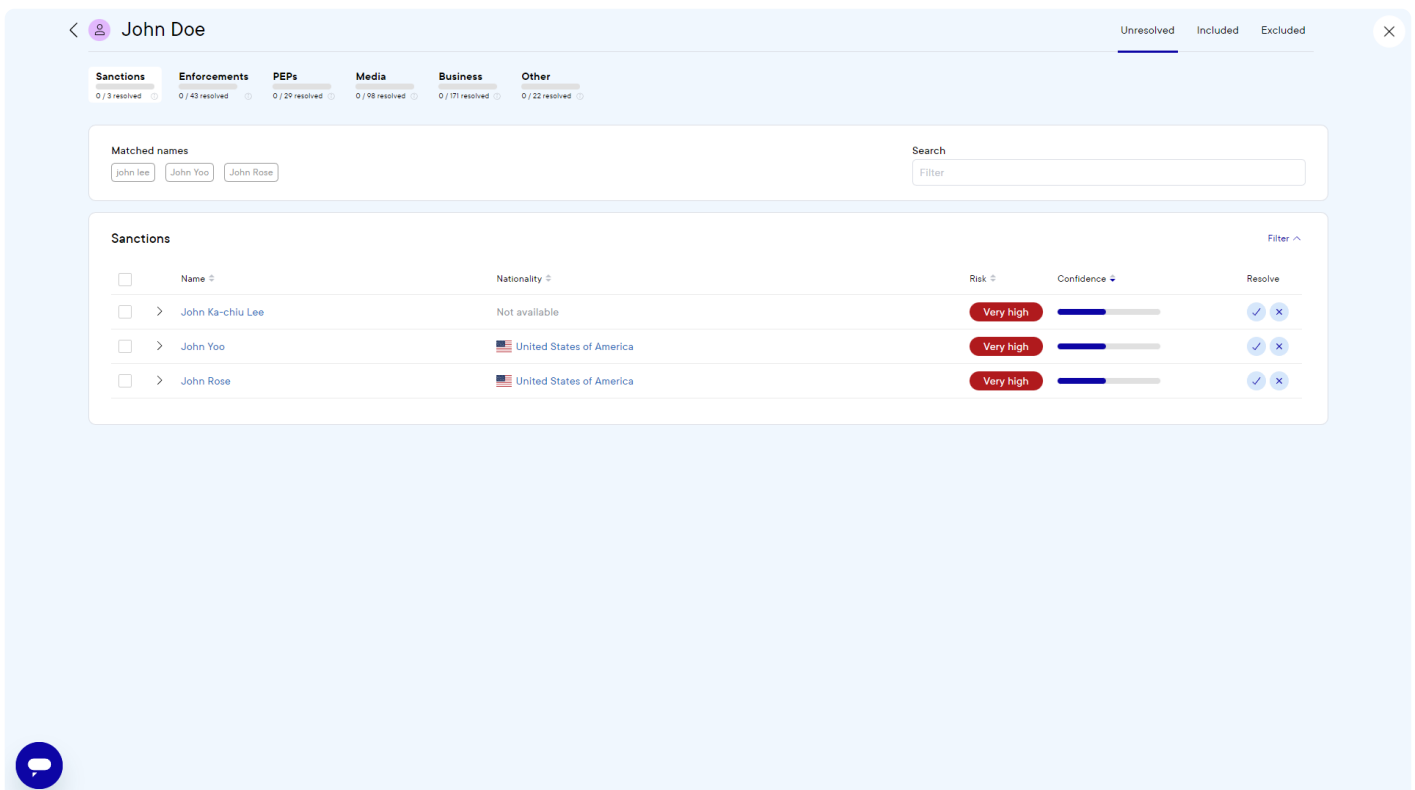 John Doe
Unresolved Included Excluded
Sanctions Enforcements PEPs Media Business Other
0 / 3 resolved 0 / 43 resolved 0 / 29 resolved 0 / 98 resolved 0 / 171 resolved 0 / 22 resolved
Matched names
john lee John Yoo John Rose
Search
Filter
Sanctions
Filter
Name Nationality Risk Confidence Resolve
John Ka-chiu Lee Not available Very high
John Yoo United States of America Very high
John Rose United States of America Very high